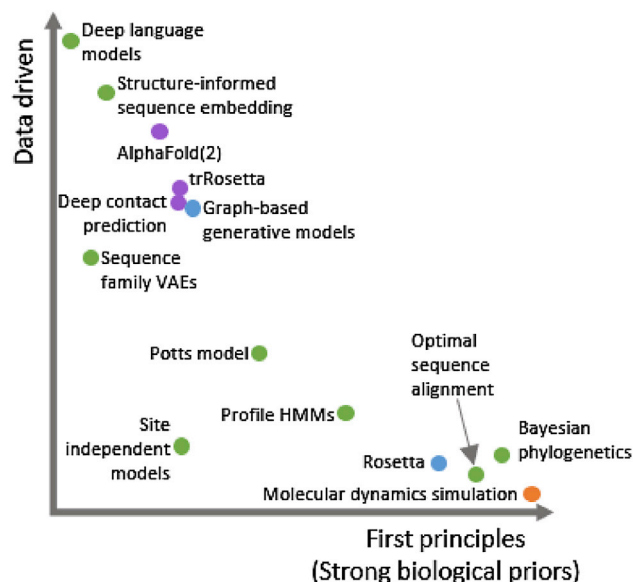 Deep language
models
Structure-informed
sequence embedding
AlphaFold(2)
trRosetta
Deep contact
prediction
Graph-based
generative models
Sequence
family VAEs
Potts model
Optimal
sequence
alignment
Profile HMMs
Site
independent
models
Bayesian
phylogenetics
Rosetta
Molecular dynamics simulation
Data driven
First principles
(Strong biological priors)